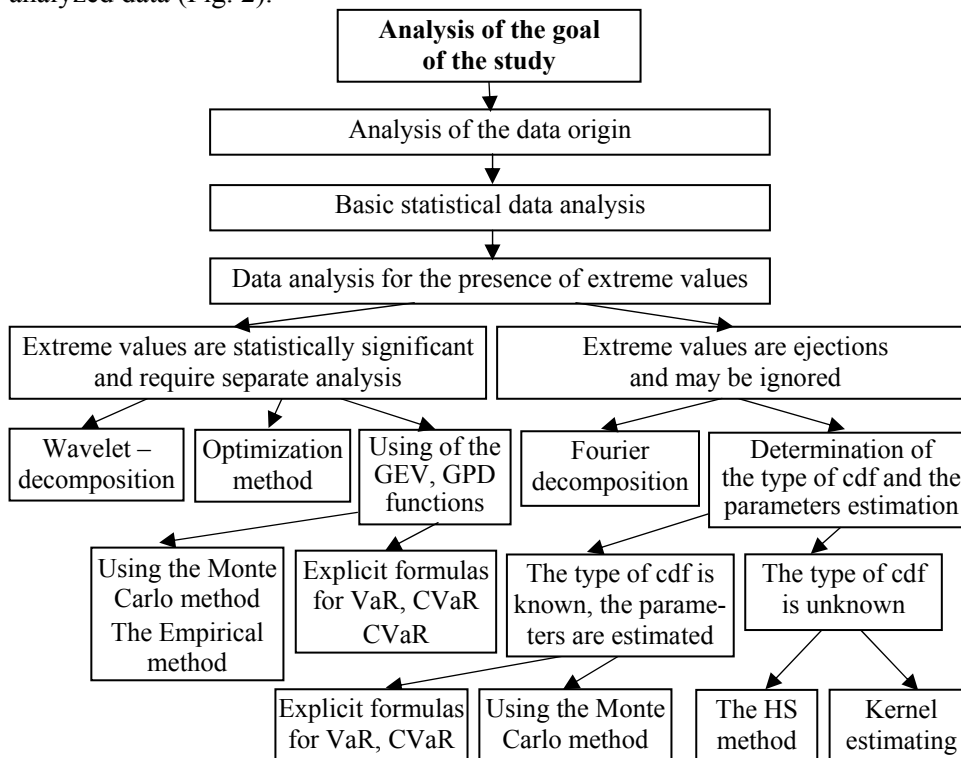 analyzed data (Fig. 2).
Analysis of the goal
of the study
Analysis of the data origin
Basic statistical data analysis
Data analysis for the presence of extreme values
Extreme values are statistically significant
and require separate analysis
Extreme values are ejections
and may be ignored
Wavelet –
decomposition
Optimization
method
Using of the
GEV, GPD
functions
Fourier
decomposition
Determination of
the type of cdf and the
parameters estimation
Using the Monte
Carlo method
The Empirical
method
Explicit formulas
for VaR, CVaR
CVaR
The type of cdf is
known, the parame-
ters are estimated
The type of cdf
is unknown
Explicit formulas
for VaR, CVaR
Using the Monte
Carlo method
The HS
method
Kernel
estimating